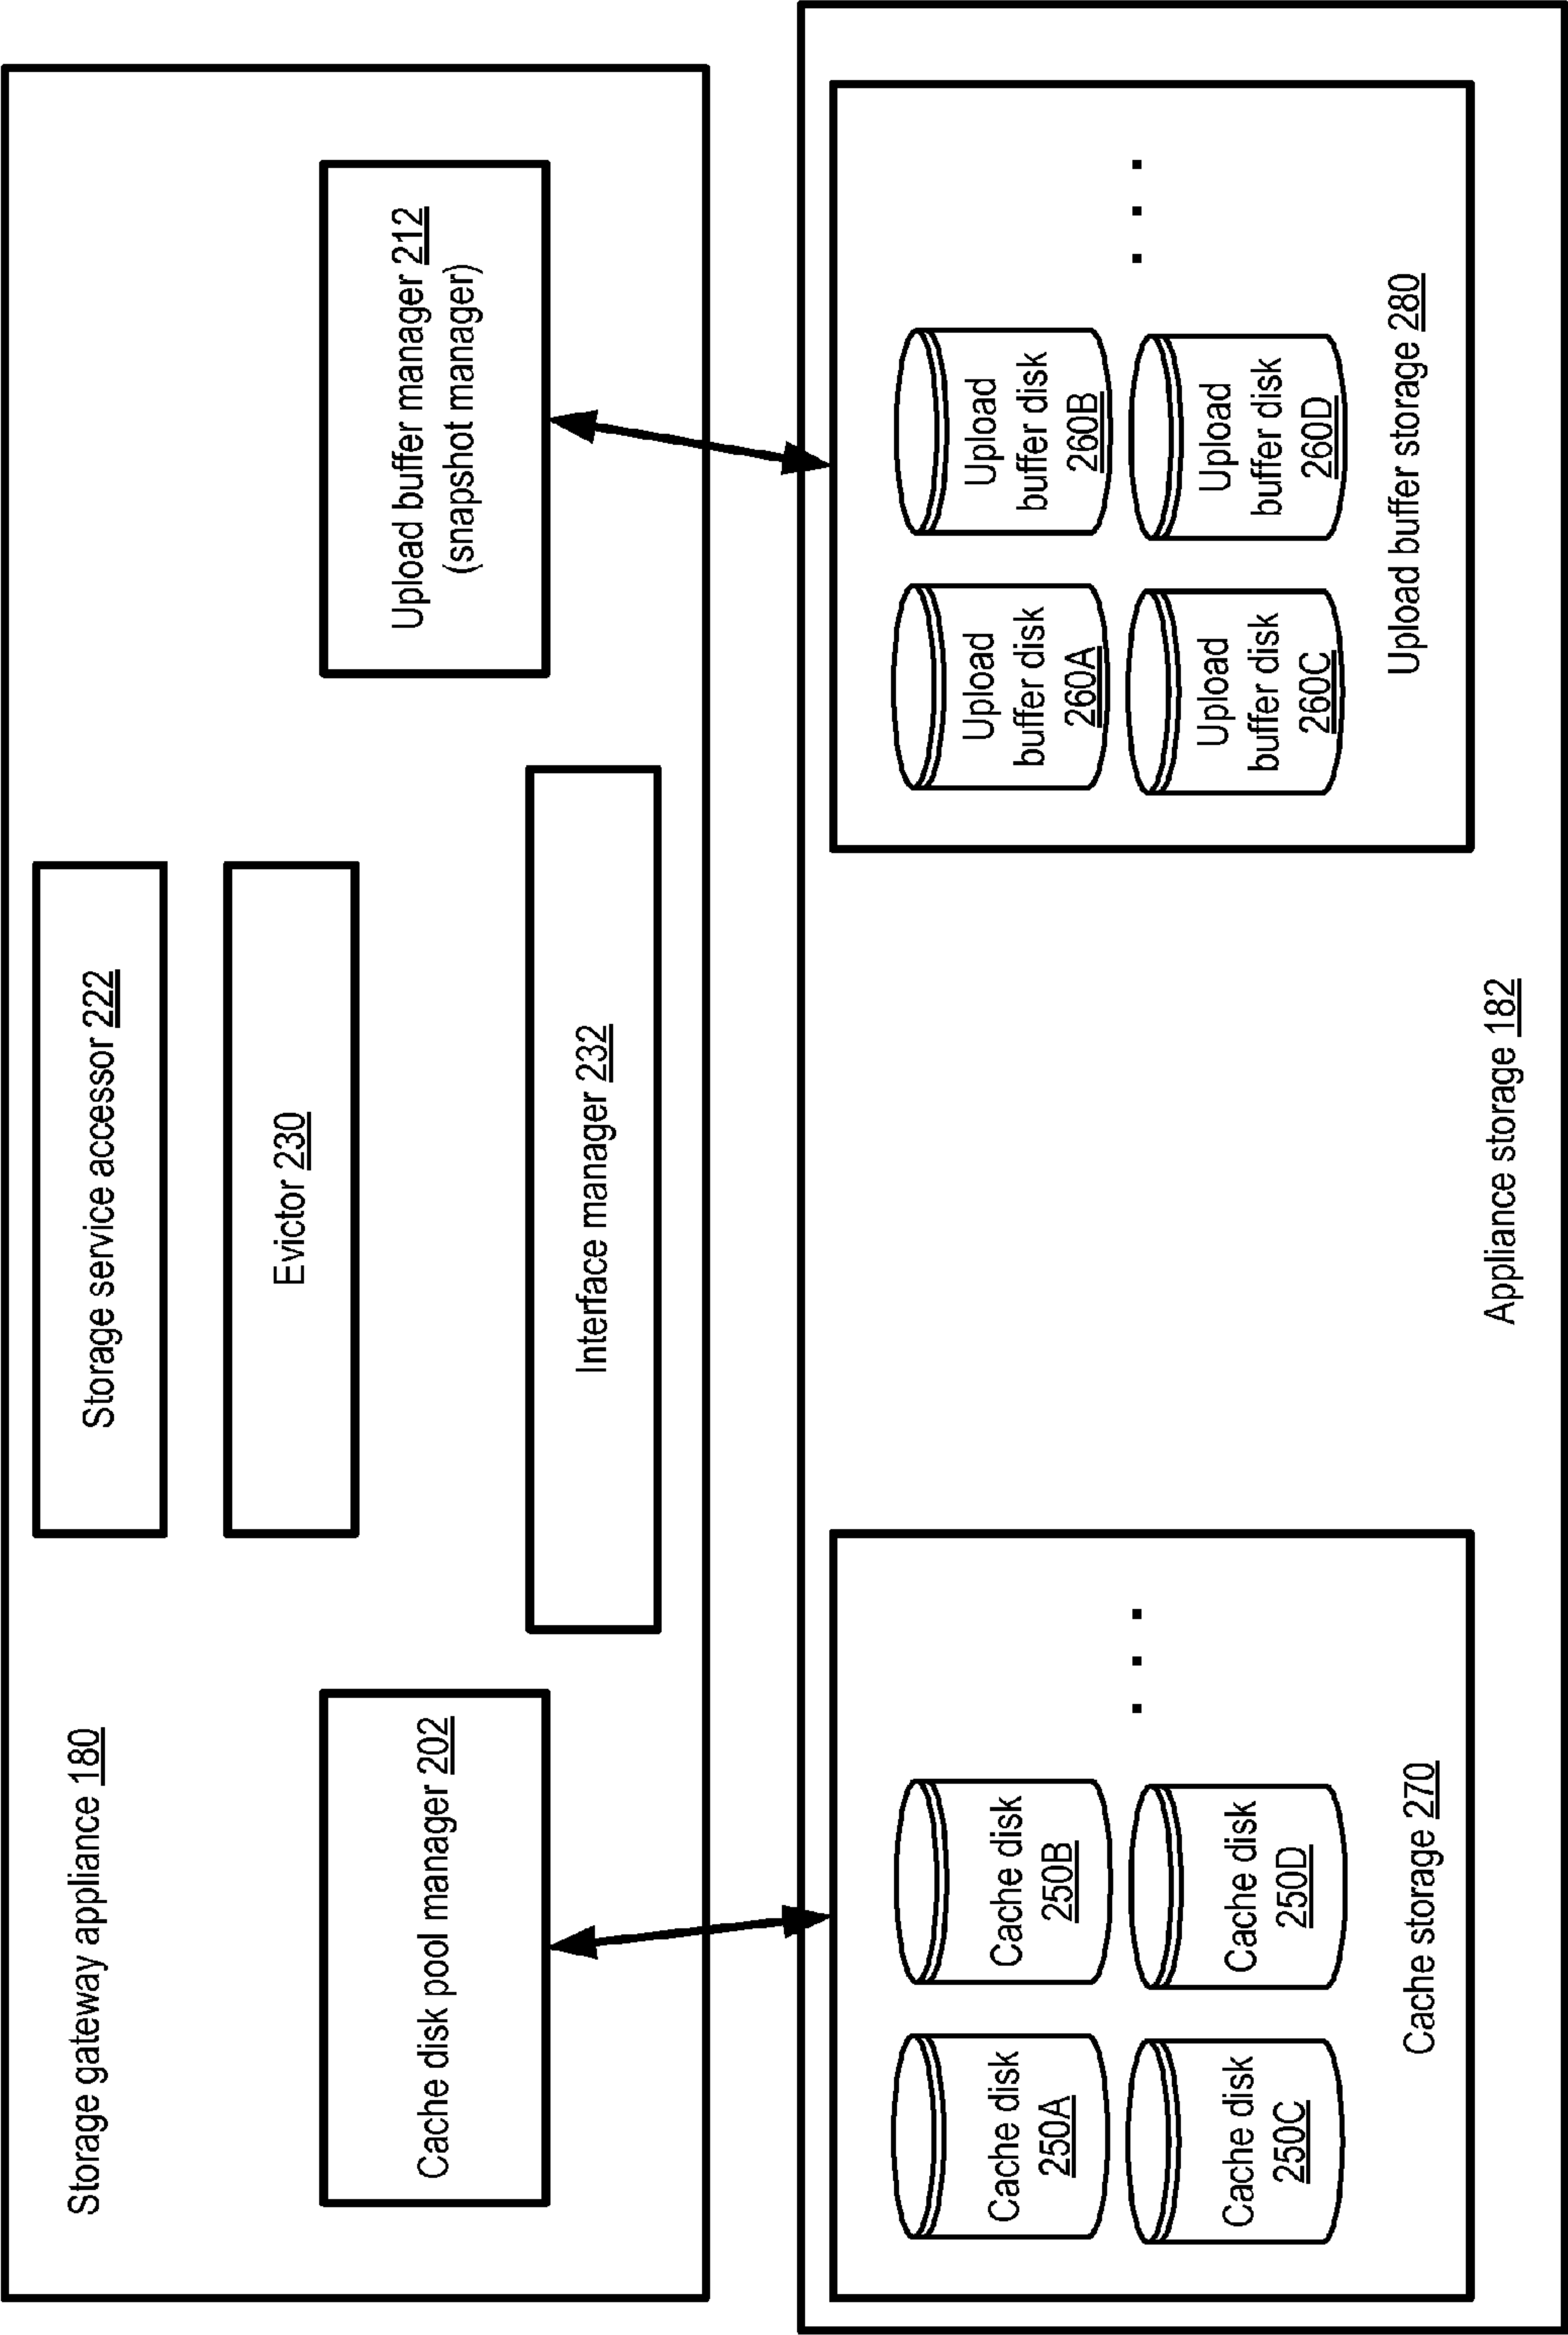 Storage gateway appliance 180
Storage service accessor 222
Evictor 230
Cache disk pool manager 202
Upload buffer manager 212
(snapshot manager)
Interface manager 232
Cache disk
250A
Cache disk
250B
Cache disk
250C
Cache disk
250D
. . .
Cache storage 270
Upload
buffer disk
260A
Upload
buffer disk
260B
Upload
buffer disk
260C
Upload
buffer disk
260D
. . .
Upload buffer storage 280
Appliance storage 182